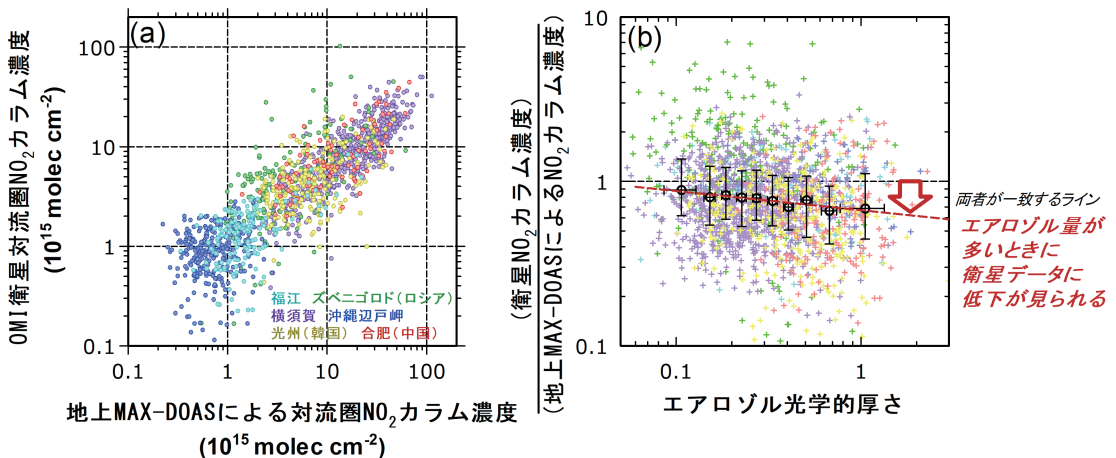 (a)
OMI衛星対流圏NO2カラム濃度
(10^15 molec cm-2)
100
10
1
0.1
福江 ズベニゴロド(ロシア)
横須賀 沖縄辺戸岬
光州(韓国) 合肥(中国)
0.1
1
10
100
地上MAX-DOASによる対流圏NO2カラム濃度
(10^15 molec cm-2)
(b)
(衛星NO2カラム濃度)
(地上MAX-DOASによるNO2カラム濃度)
10
1
0.1
0.1
1
エアロゾル光学的厚さ
両者が一致するライン
エアロゾル量が
多いときに
衛星データに
低下が見られる